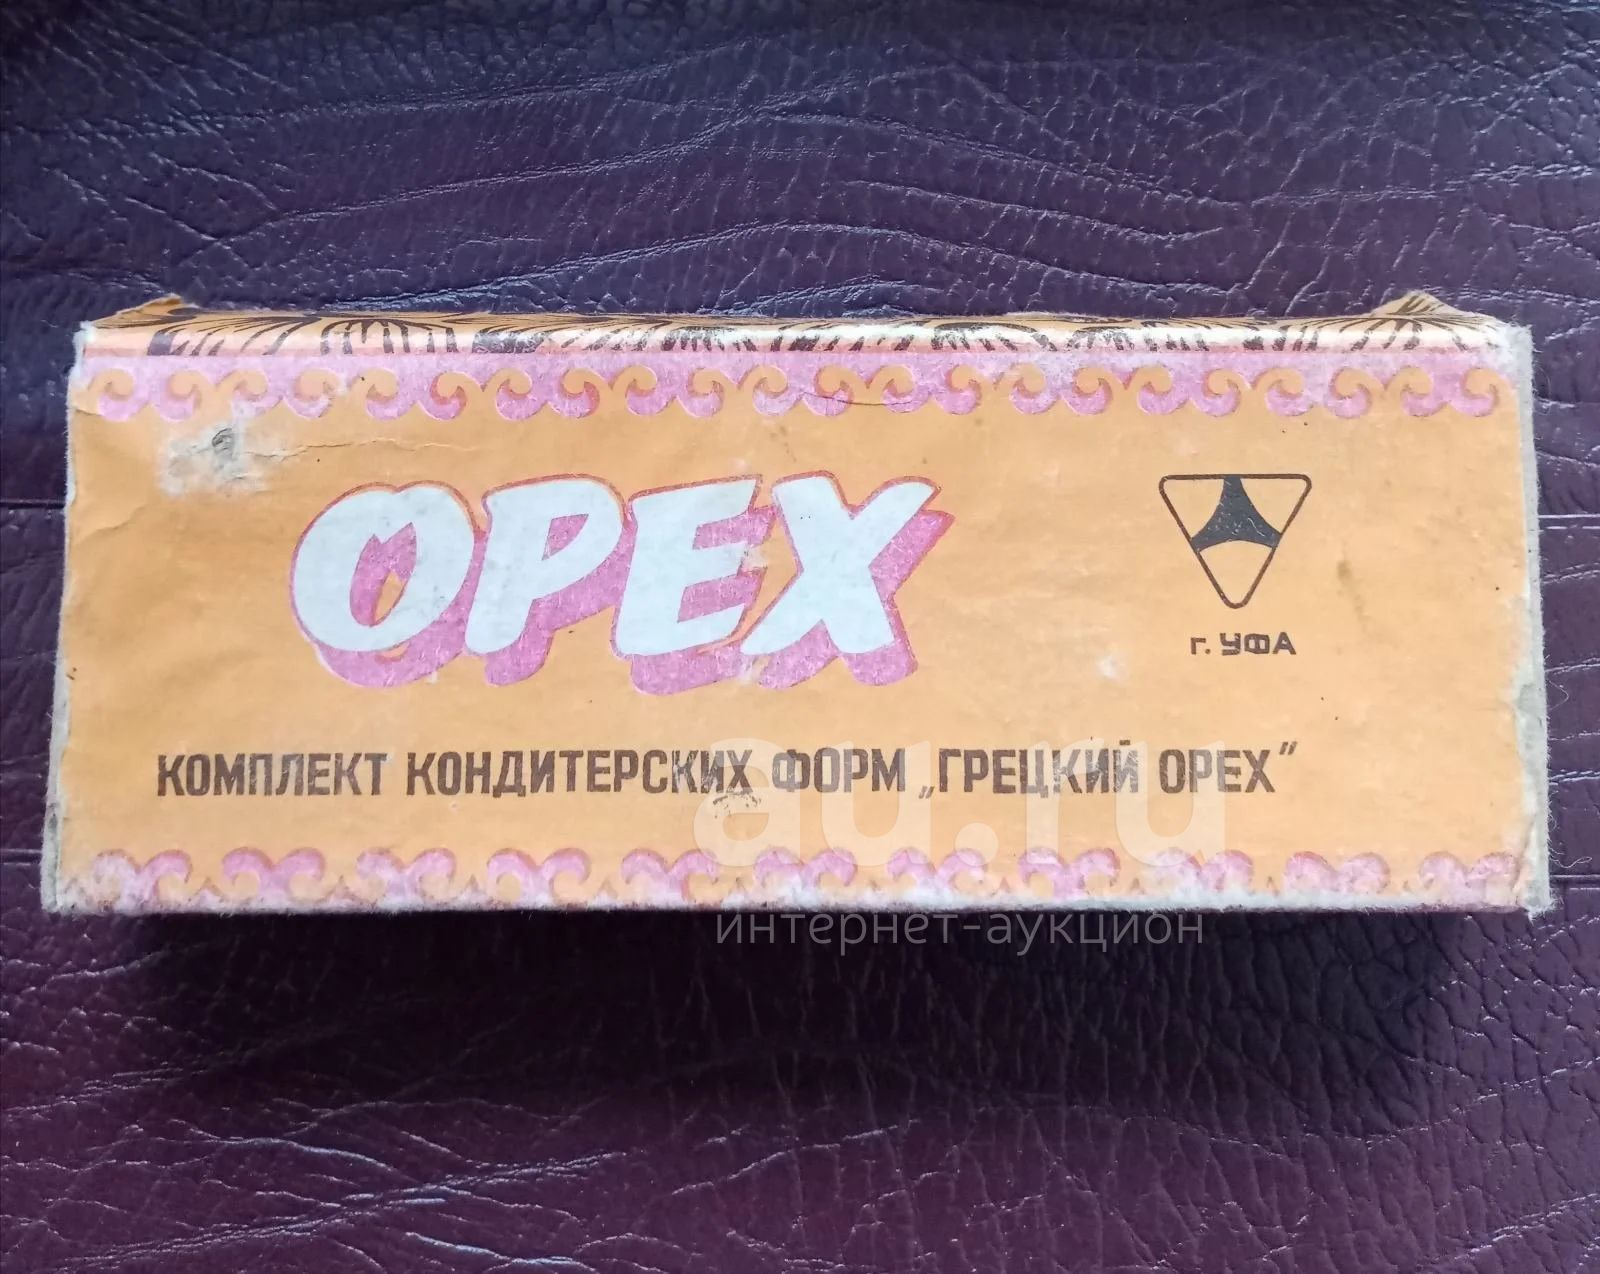 ОРЕХ
г. УФА
КОМПЛЕКТ КОНДИТЕРСКИХ ФОРМ „ГРЕЦКИЙ ОРЕХ"
au.ru
интернет-аукцион